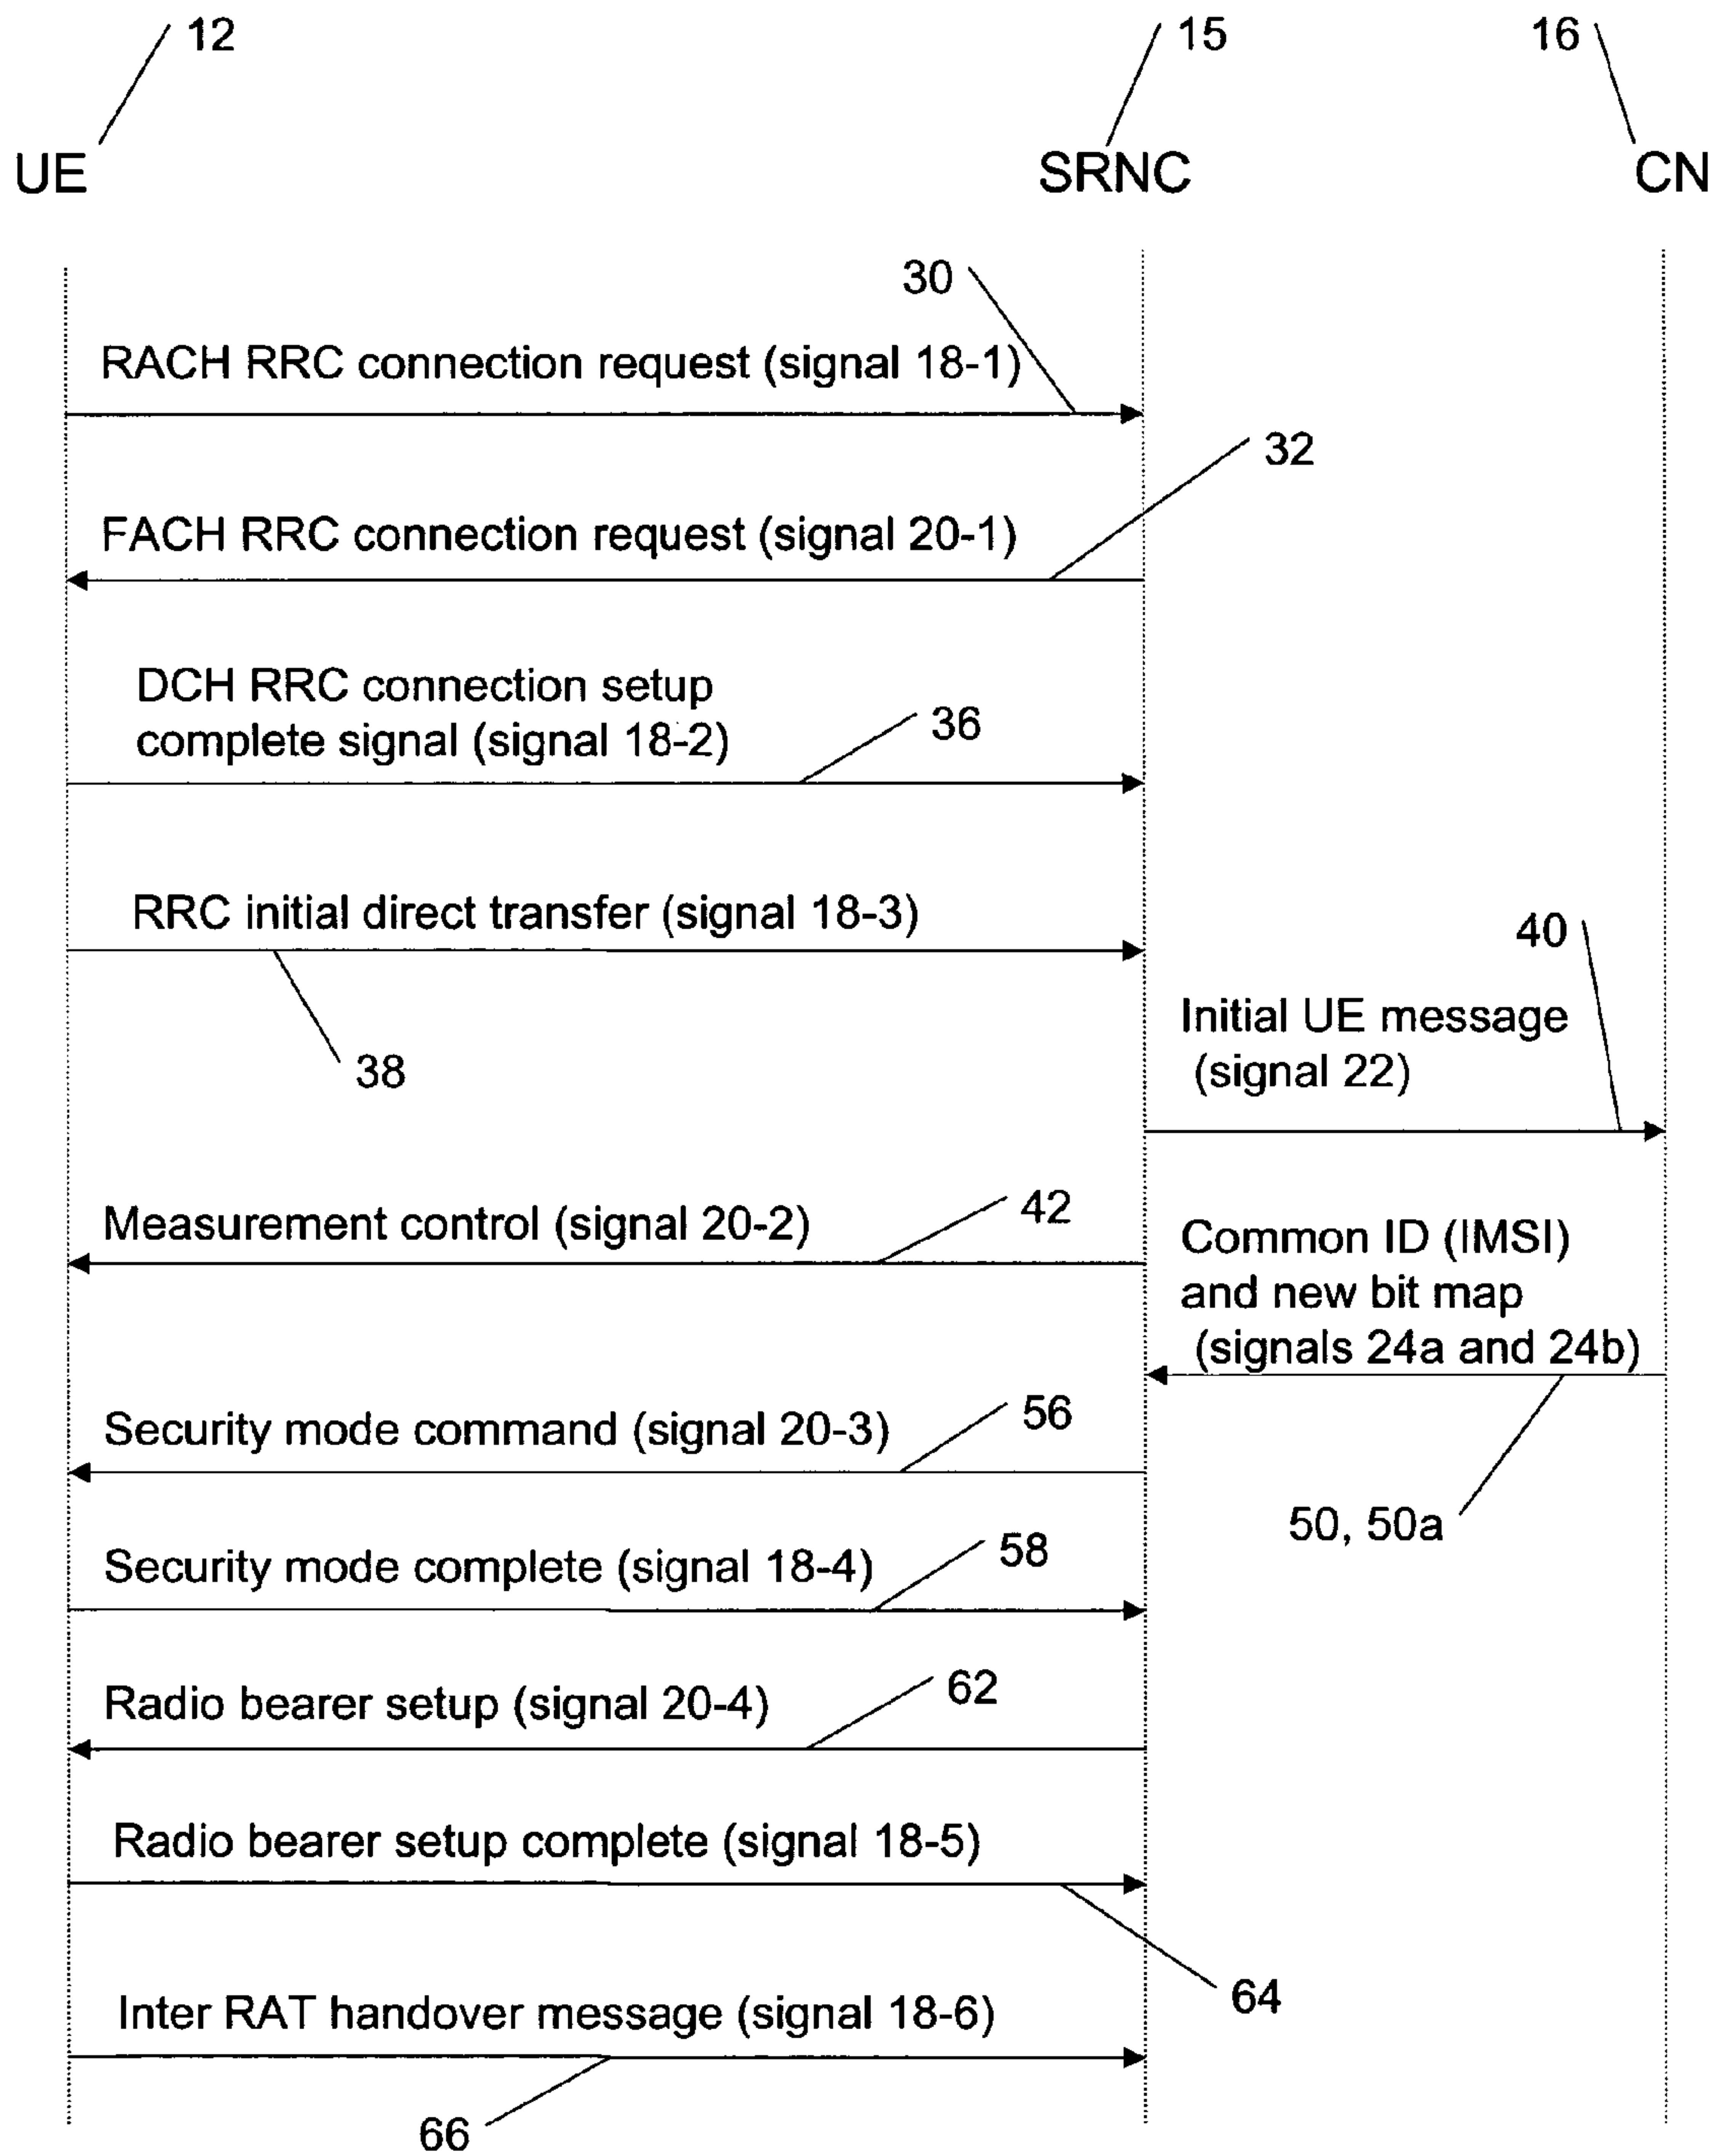 12
15
16
UE
SRNC
CN
30
RACH RRC connection request (signal 18-1)
32
FACH RRC connection request (signal 20-1)
DCH RRC connection setup
complete signal (signal 18-2)
36
RRC initial direct transfer (signal 18-3)
40
38
Initial UE message
(signal 22)
Measurement control (signal 20-2)
42
Common ID (IMSI)
and new bit map
(signals 24a and 24b)
Security mode command (signal 20-3)
56
50, 50a
Security mode complete (signal 18-4)
58
Radio bearer setup (signal 20-4)
62
Radio bearer setup complete (signal 18-5)
64
Inter RAT handover message (signal 18-6)
66